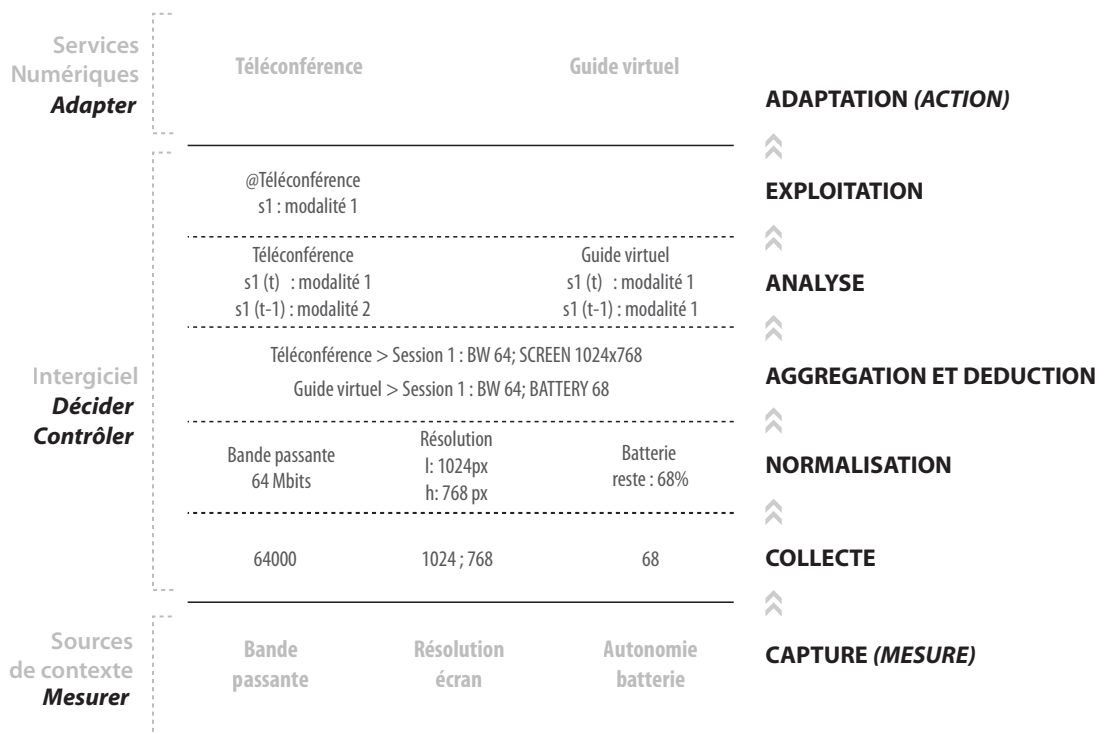 Services
Numériques
Adapter
Téléconférence
Guide virtuel
ADAPTATION (ACTION)
@Téléconférence
s1 : modalité 1
EXPLOITATION
Téléconférence
s1 (t) : modalité 1
s1 (t-1) : modalité 2
Guide virtuel
s1 (t) : modalité 1
s1 (t-1) : modalité 1
ANALYSE
Intergiciel
Décider
Contrôler
Téléconférence > Session 1 : BW 64; SCREEN 1024x768
Guide virtuel > Session 1 : BW 64; BATTERY 68
AGGREGATION ET DEDUCTION
Bande passante
64 Mbits
Résolution
l: 1024px
h: 768 px
Batterie
reste : 68%
NORMALISATION
64000
1024 ; 768
68
COLLECTE
Sources
de contexte
Mesurer
Bande
passante
Résolution
écran
Autonomie
batterie
CAPTURE (MESURE)